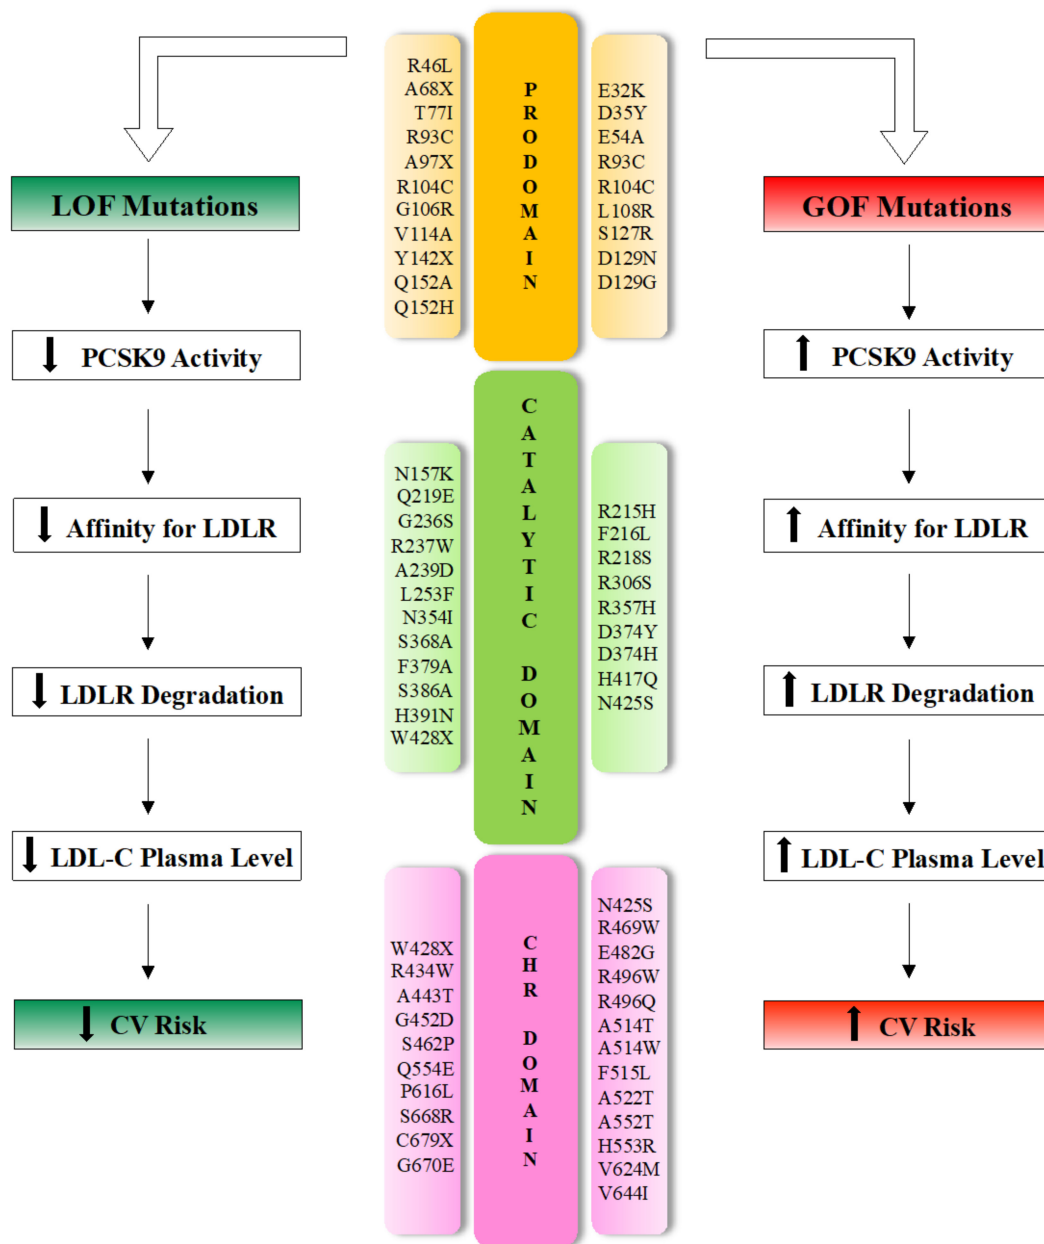 LOF Mutations
PCSK9 Activity
Affinity for LDLR
LDLR Degradation
LDL-C Plasma Level
CV Risk
R46L
A68X
T77I
R93C
A97X
R104C
G106R
V114A
Y142X
Q152A
Q152H
PRODOMAIN
E32K
D35Y
E54A
R93C
R104C
L108R
S127R
D129N
D129G
N157K
Q219E
G236S
R237W
A239D
L253F
N354I
S368A
F379A
S386A
H391N
W428X
CATALYTIC DOMAIN
R215H
F216L
R218S
R306S
R357H
D374Y
D374H
H417Q
N425S
W428X
R434W
A443T
G452D
S462P
Q554E
P616L
S668R
C679X
G670E
CHR DOMAIN
N425S
R469W
E482G
R496W
R496Q
A514T
A514W
F515L
A522T
A552T
H553R
V624M
V644I
GOF Mutations
PCSK9 Activity
Affinity for LDLR
LDLR Degradation
LDL-C Plasma Level
CV Risk